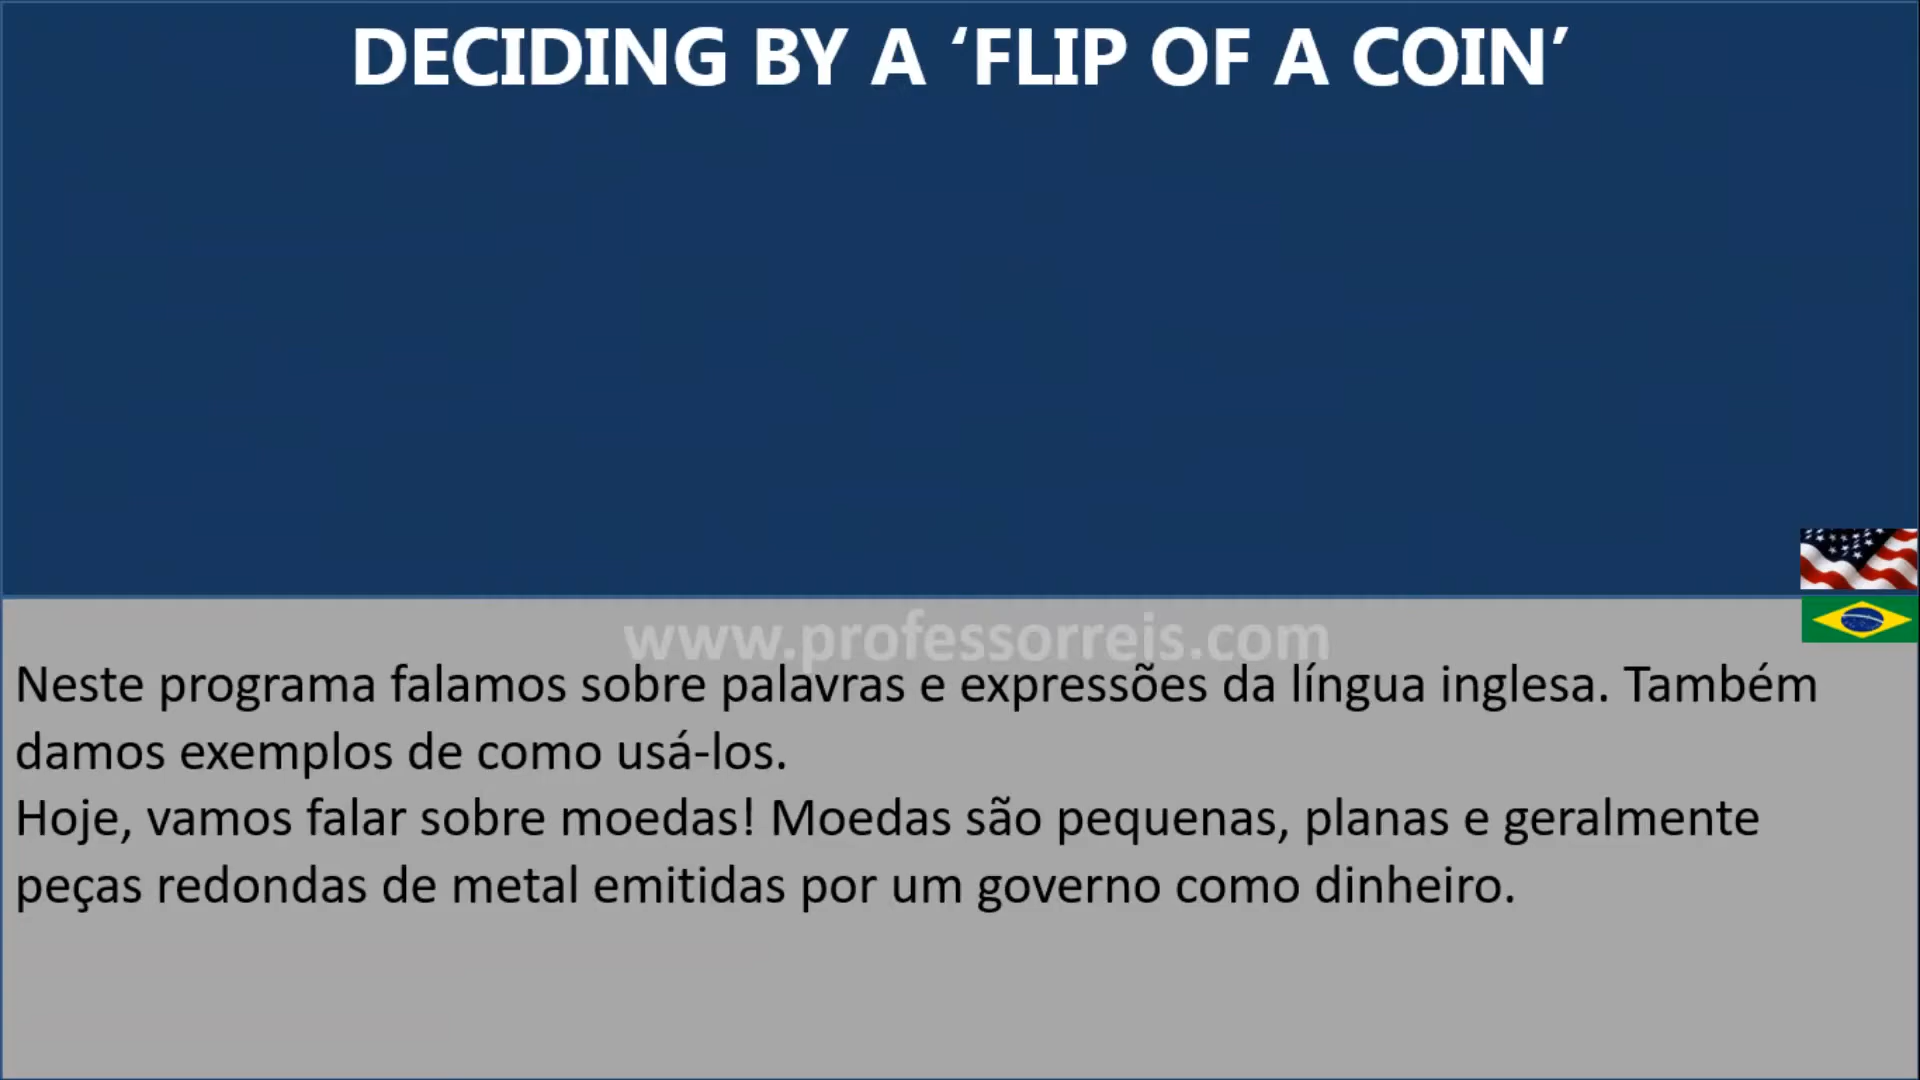 DECIDING BY A ‘FLIP OF A COIN’
www.professorreis.com
Neste programa falamos sobre palavras e expressões da língua inglesa. Também
damos exemplos de como usá-los.
Hoje, vamos falar sobre moedas! Moedas são pequenas, planas e geralmente
peças redondas de metal emitidas por um governo como dinheiro.